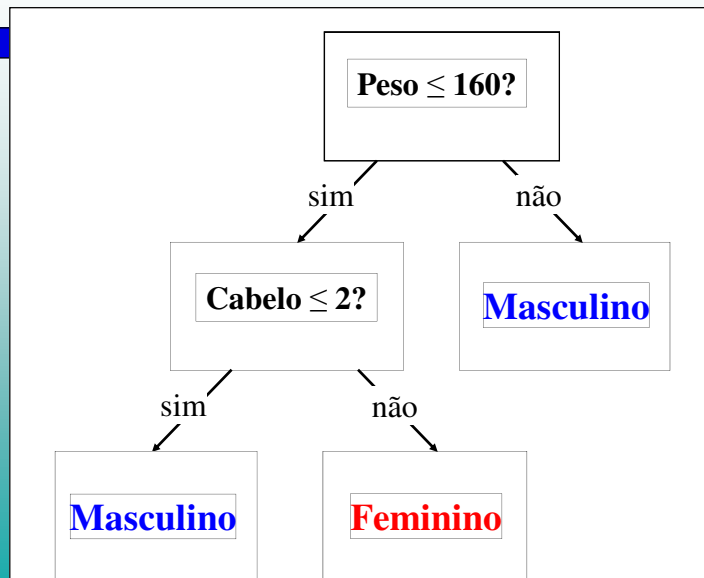 Peso ≤ 160?
sim
não
Cabelo ≤ 2?
Masculino
sim
não
Masculino
Feminino